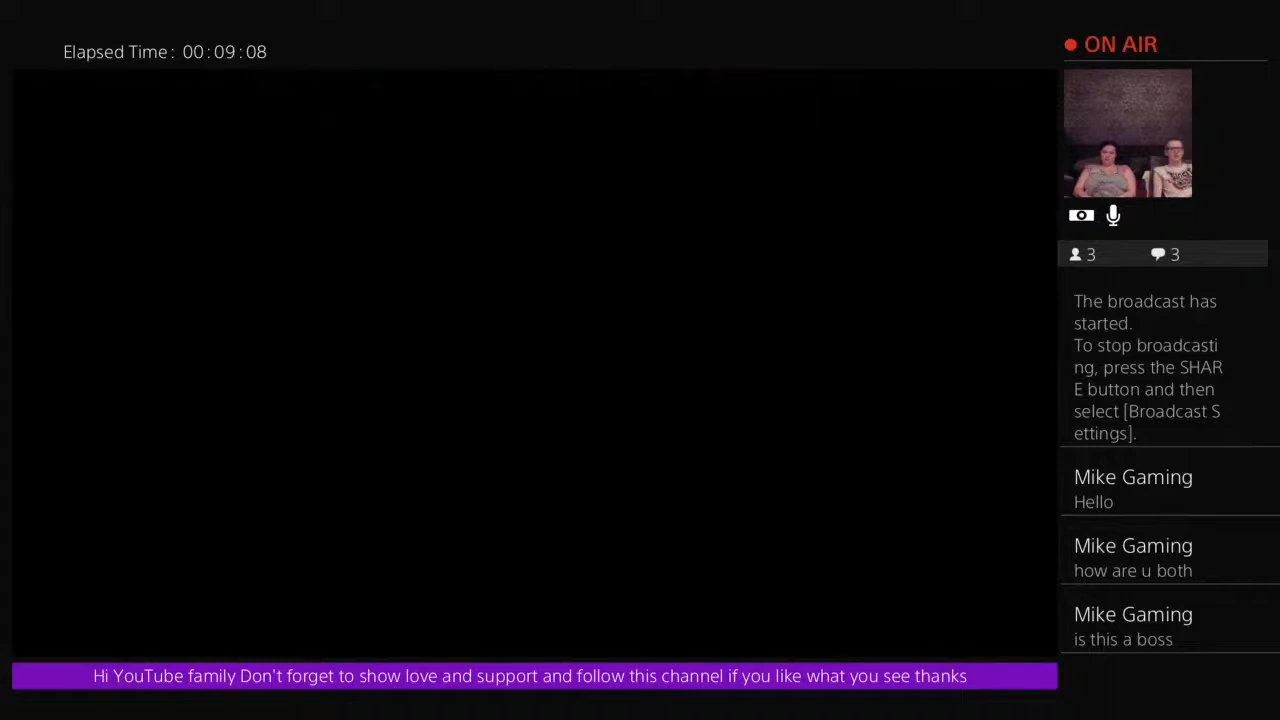 Elapsed Time: 00:09:08
ON AIR
3 3
The broadcast has
started.
To stop broadcasti
ng, press the SHAR
E button and then
select [Broadcast S
ettings].
Mike Gaming
Hello
Mike Gaming
how are u both
Mike Gaming
is this a boss
Hi YouTube family Don't forget to show love and support and follow this channel if you like what you see thanks